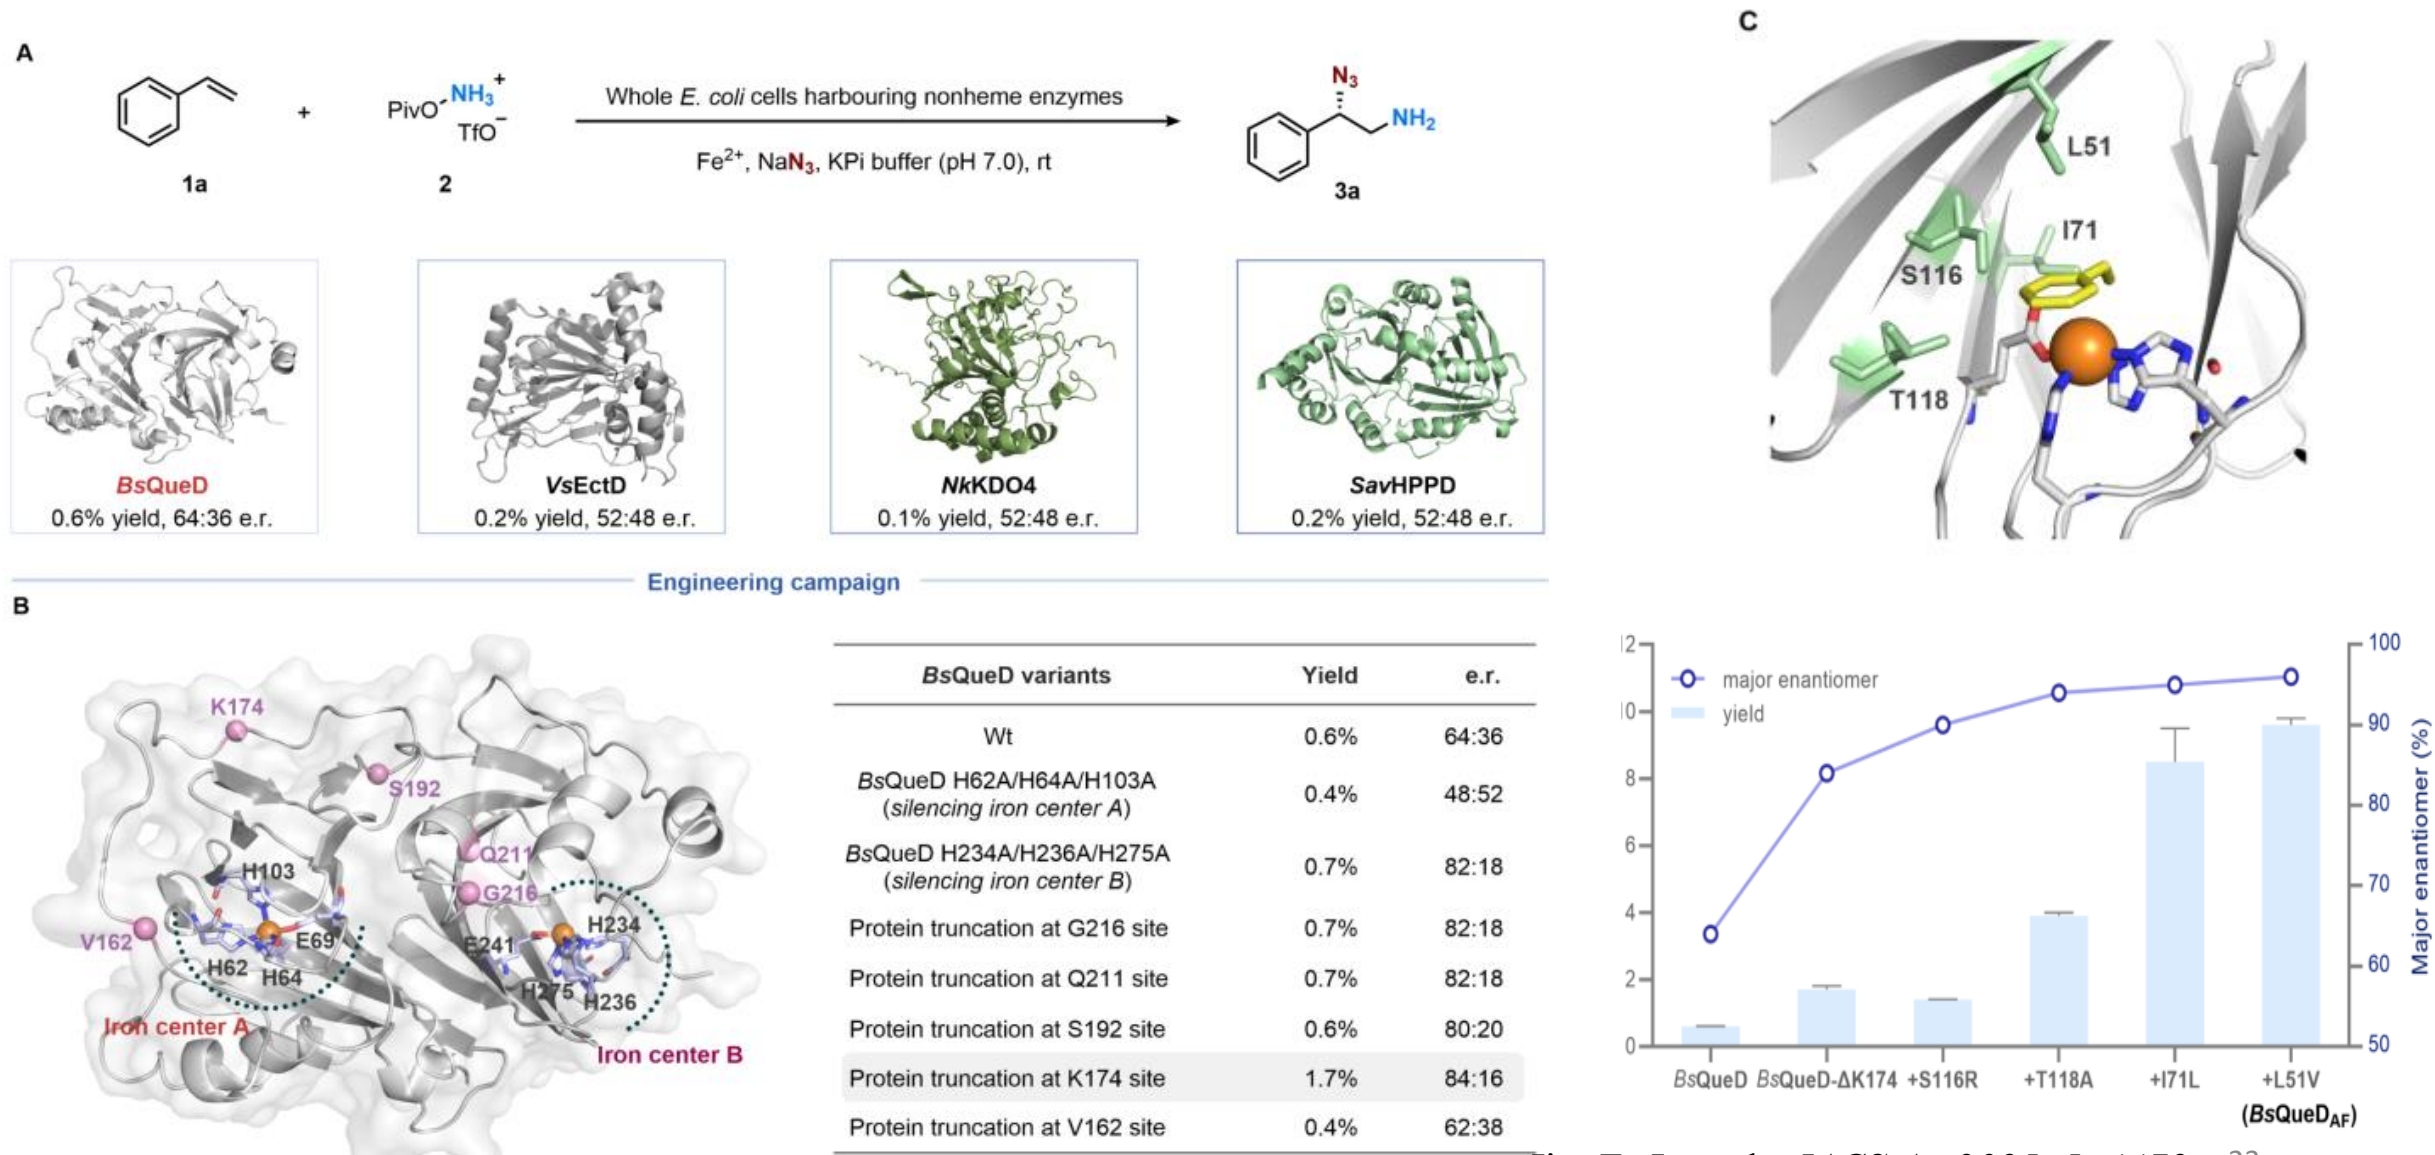 A
C
PivO
NH3+
TfO−
+
Whole E. coli cells harbouring nonheme enzymes
Fe2+, NaN3, KPi buffer (pH 7.0), rt
N3
NH2
1a
2
3a
L51
I71
S116
T118
BsQueD
0.6% yield, 64:36 e.r.
VsEctD
0.2% yield, 52:48 e.r.
NkKDO4
0.1% yield, 52:48 e.r.
SavHPPD
0.2% yield, 52:48 e.r.
Engineering campaign
B
K174
S192
Q211
G216
H103
V162
E69
H62
H64
H234
E241
H275
H236
Iron center A
Iron center B
BsQueD variants Yield e.r.
Wt 0.6% 64:36
BsQueD H62A/H64A/H103A
(silencing iron center A) 0.4% 48:52
BsQueD H234A/H236A/H275A
(silencing iron center B) 0.7% 82:18
Protein truncation at G216 site 0.7% 82:18
Protein truncation at Q211 site 0.7% 82:18
Protein truncation at S192 site 0.6% 80:20
Protein truncation at K174 site 1.7% 84:16
Protein truncation at V162 site 0.4% 62:38
major enantiomer
yield
12
10
8
6
4
2
0
100
90
80
70
60
50
Major enantiomer (%)
BsQueD BsQueD-ΔK174 +S116R +T118A +I71L +L51V
(BsQueDAF)